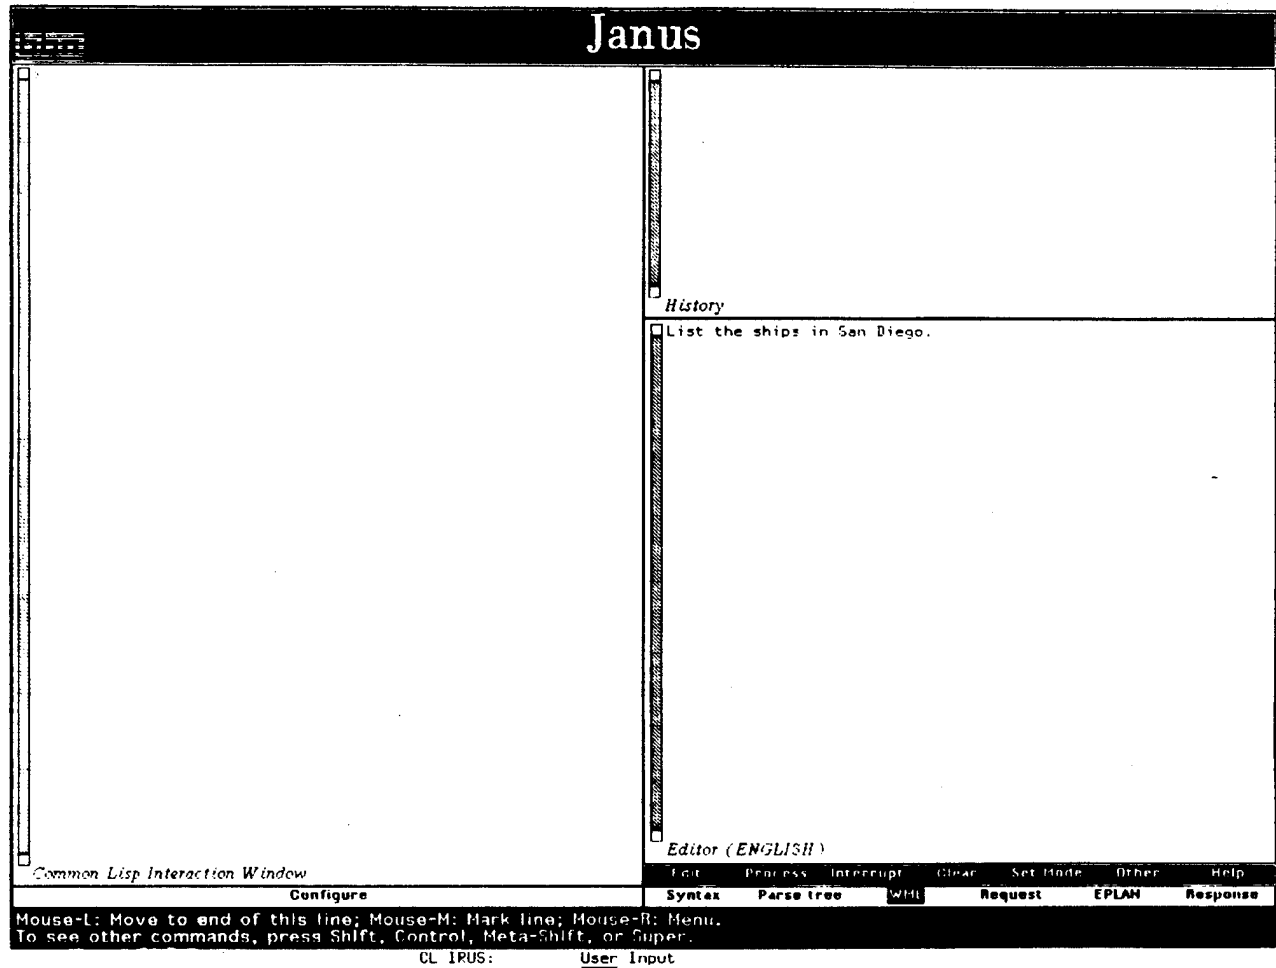 Janus
History
List the ships in San Diego.
Editor (ENGLISH)
Common Lisp Interaction Window
Edit Process Interrupt Clear Set Mode Other Help
Configure
Syntax Parse tree WML Request EPLAN Response
Mouse-L: Move to end of this line; Mouse-M: Mark line; Mouse-R: Menu.
To see other commands, press Shift, Control, Meta-Shift, or Super.
CL IRUS: User Input